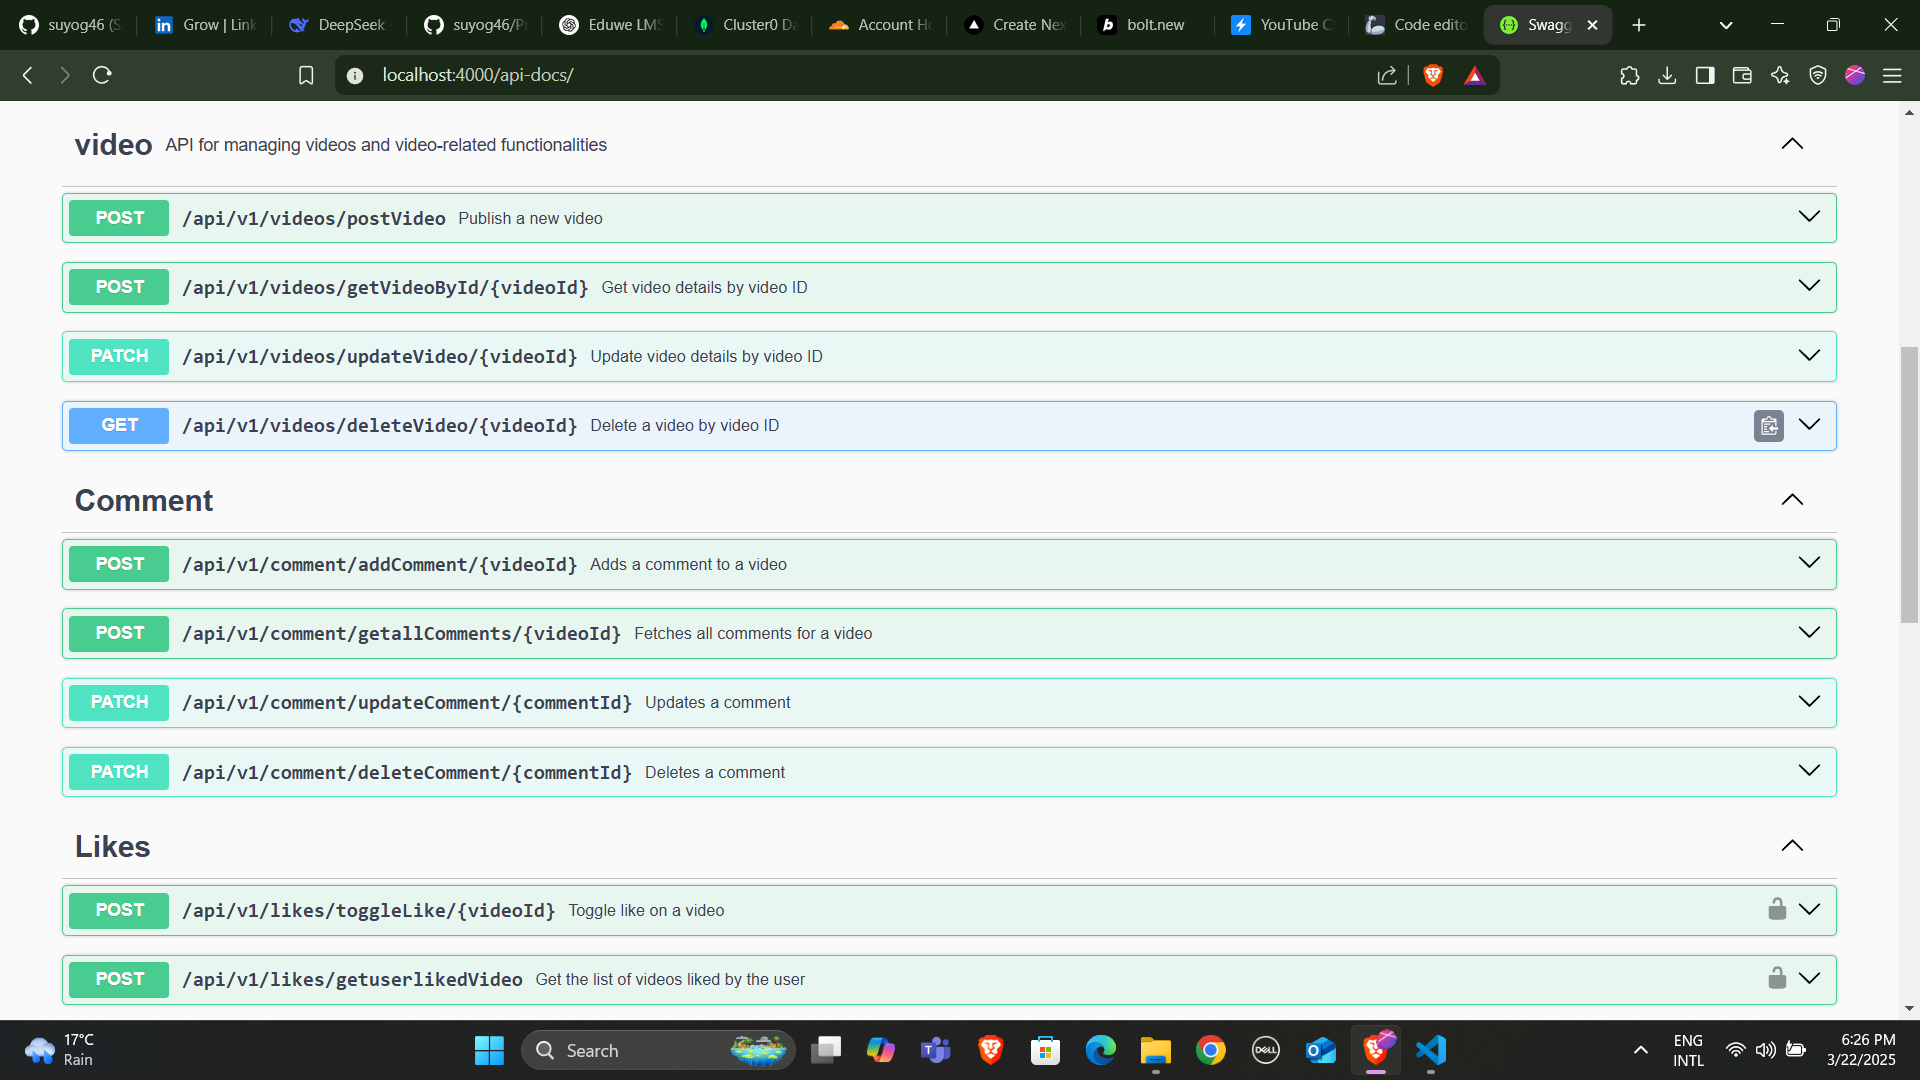 suyog46 (S
Grow | Link
DeepSeek
suyog46/Pr
Eduwe LMS
Cluster0 Da
Account Ho
Create Nex
bolt.new
YouTube C
Code edito
Swagg
localhost:4000/api-docs/
video API for managing videos and video-related functionalities
POST /api/v1/videos/postVideo Publish a new video
POST /api/v1/videos/getVideoById/{videoId} Get video details by video ID
PATCH /api/v1/videos/updateVideo/{videoId} Update video details by video ID
GET /api/v1/videos/deleteVideo/{videoId} Delete a video by video ID
Comment
POST /api/v1/comment/addComment/{videoId} Adds a comment to a video
POST /api/v1/comment/getallComments/{videoId} Fetches all comments for a video
PATCH /api/v1/comment/updateComment/{commentId} Updates a comment
PATCH /api/v1/comment/deleteComment/{commentId} Deletes a comment
Likes
POST /api/v1/likes/toggleLike/{videoId} Toggle like on a video
POST /api/v1/likes/getuserlikedVideo Get the list of videos liked by the user
17°C
Rain
Search
DELL
ENG
INTL
6:26 PM
3/22/2025